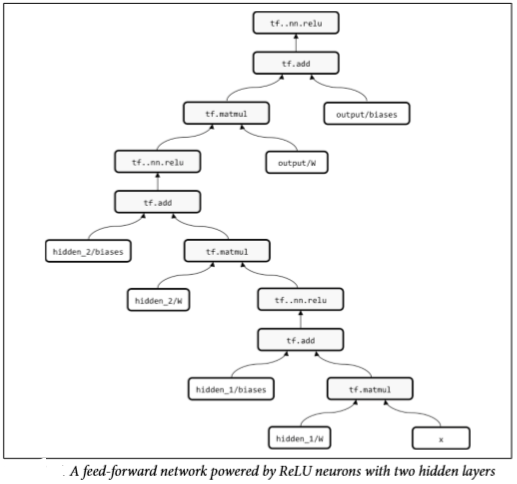 tf..nn.relu
tf.add
tf.matmul
output/biases
tf..nn.relu
output/W
tf.add
hidden_2/biases
tf.matmul
hidden_2/W
tf..nn.relu
tf.add
hidden_1/biases
tf.matmul
hidden_1/W
x
A feed-forward network powered by ReLU neurons with two hidden layers